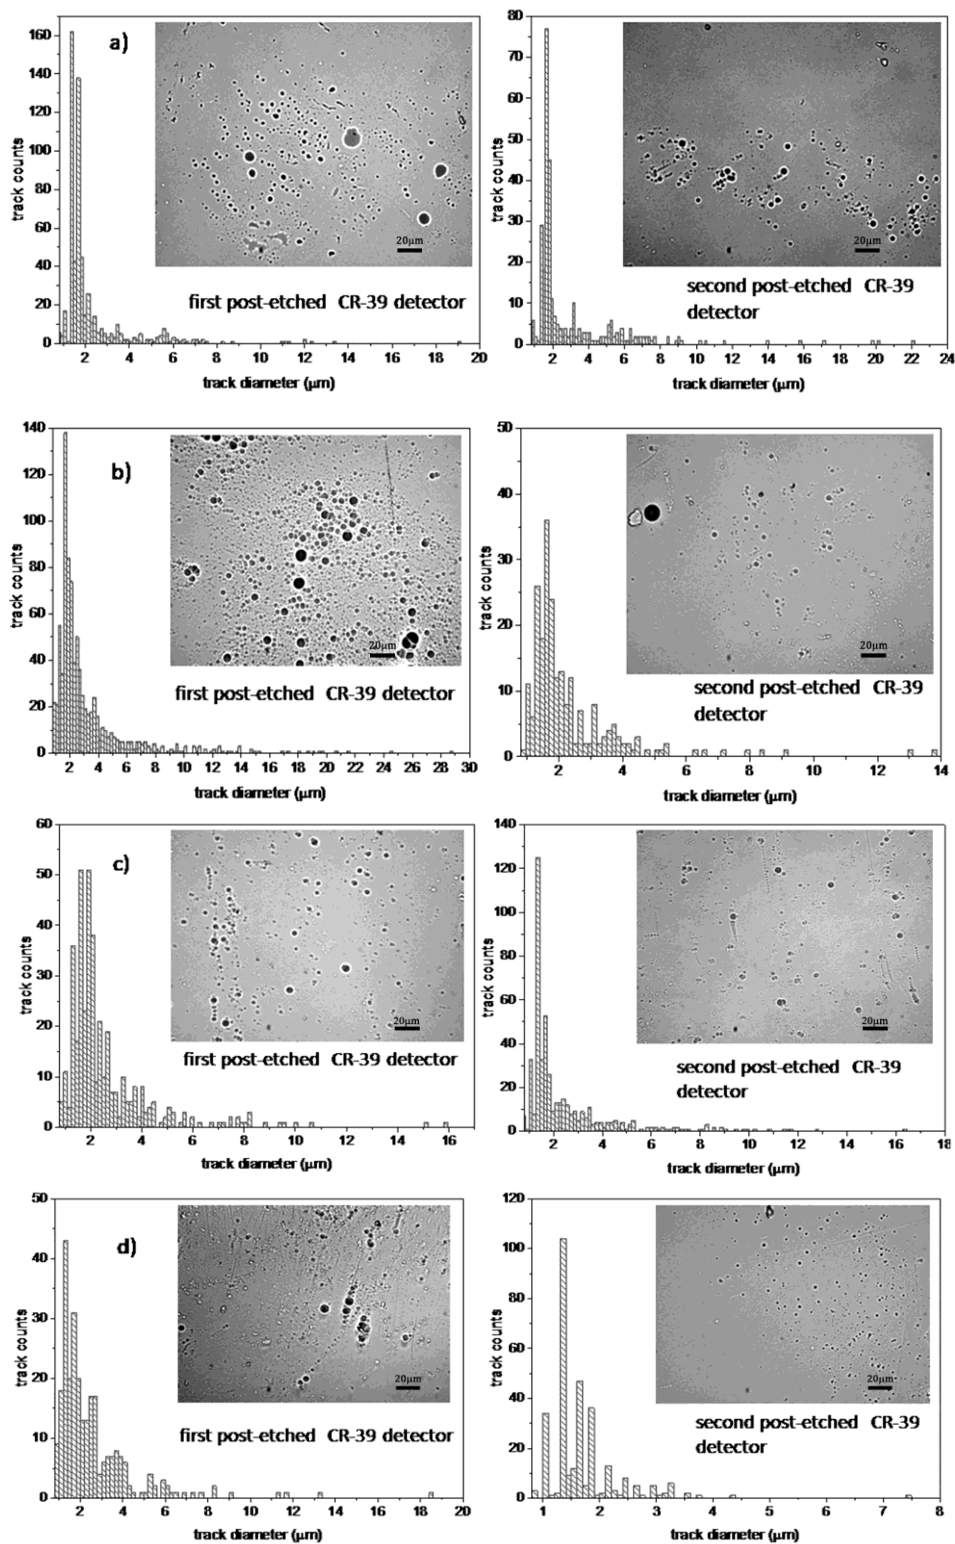 a)
160
140
120
100
80
60
40
20
0
track counts
20μm
first post-etched CR-39 detector
2 4 6 8 10 12 14 16 18 20
track diameter (μm)
80
70
60
50
40
30
20
10
0
track counts
20μm
second post-etched CR-39
detector
2 4 6 8 10 12 14 16 18 20 22 24
track diameter (μm)
b)
140
120
100
80
60
40
20
0
track counts
20μm
first post-etched CR-39 detector
2 4 6 8 10 12 14 16 18 20 22 24 26 28 30
track diameter (μm)
50
40
30
20
10
0
track counts
20μm
second post-etched CR-39
detector
2 4 6 8 10 12 14
track diameter (μm)
c)
60
50
40
30
20
10
0
track counts
20μm
first post-etched CR-39 detector
2 4 6 8 10 12 14 16
track diameter (μm)
140
120
100
80
60
40
20
0
track counts
20μm
second post-etched CR-39
detector
2 4 6 8 10 12 14 16 18
track diameter (μm)
d)
50
40
30
20
10
0
track counts
20μm
first post-etched CR-39 detector
2 4 6 8 10 12 14 16 18 20
track diameter (μm)
120
100
80
60
40
20
0
track counts
20μm
second post-etched CR-39
detector
1 2 3 4 5 6 7 8
track diameter (μm)